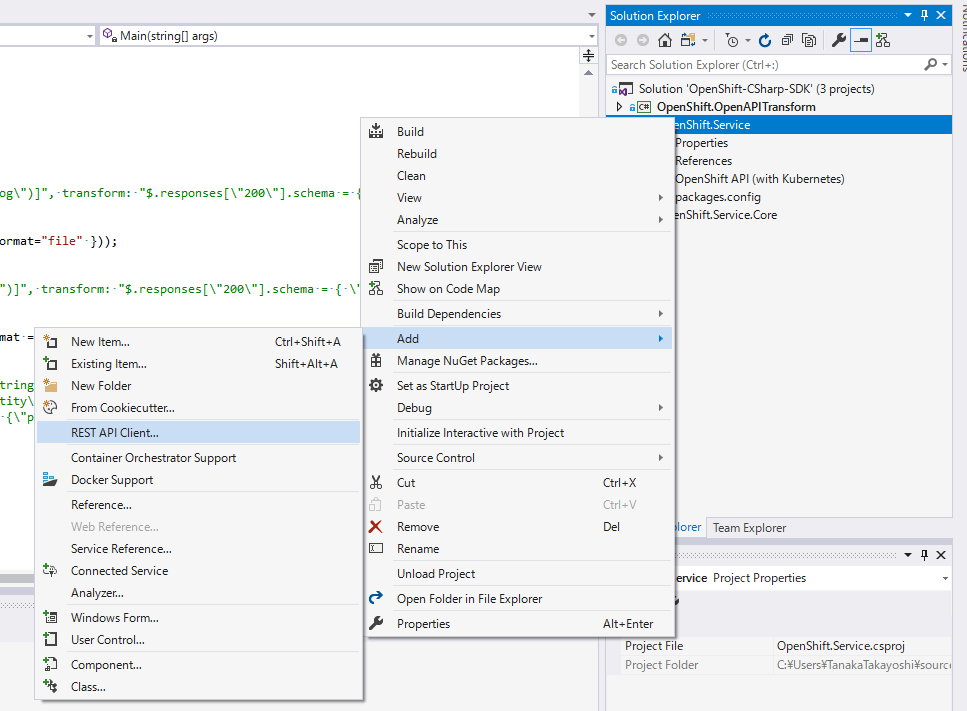 Solution Explorer
Main(string[] args)
Search Solution Explorer (Ctrl+;)
Solution 'OpenShift-CSharp-SDK' (3 projects)
C# OpenShift.OpenAPITransform
enShift.Service
Properties
References
OpenShift API (with Kubernetes)
packages.config
enShift.Service.Core
Build
Rebuild
Clean
View
Analyze
Scope to This
New Solution Explorer View
Show on Code Map
Build Dependencies
Add
Manage NuGet Packages...
Set as StartUp Project
Debug
Initialize Interactive with Project
Source Control
Cut Ctrl+X
Paste Ctrl+V
Remove Del
Rename
Unload Project
Open Folder in File Explorer
Properties Alt+Enter
og\")]", transform: "$.responses[\"200\"].schema = {
ormat="file" }));
")]", transform: "$.responses[\"200\"].schema = { \"
mat =
tring
tity\
{\"p
New Item... Ctrl+Shift+A
Existing Item... Shift+Alt+A
New Folder
From Cookiecutter...
REST API Client...
Container Orchestrator Support
Docker Support
Reference...
Web Reference...
Service Reference...
Connected Service
Analyzer...
Windows Form...
User Control...
Component...
Class...
plorer Team Explorer
ervice Project Properties
Project File OpenShift.Service.csproj
Project Folder C:¥Users¥TanakaTakayoshi¥source
Notifications